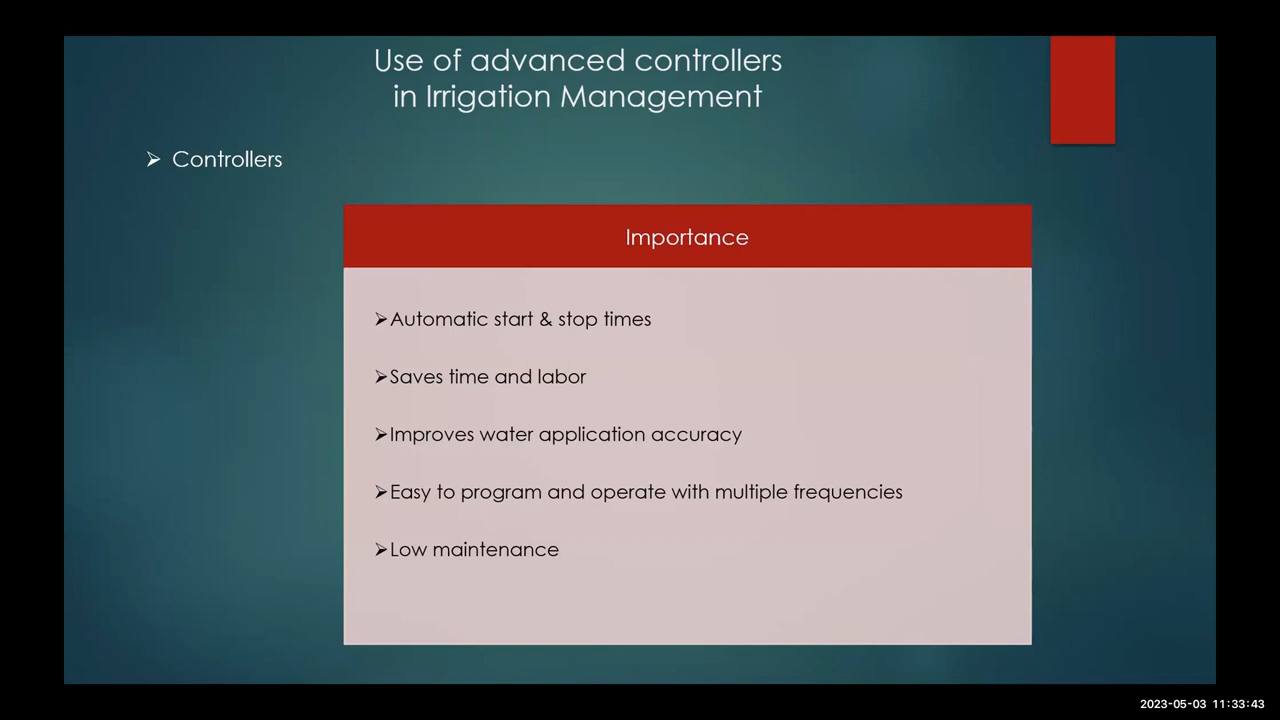 Use of advanced controllers
in Irrigation Management
➢ Controllers
Importance
➢Automatic start & stop times
➢Saves time and labor
➢Improves water application accuracy
➢Easy to program and operate with multiple frequencies
➢Low maintenance
2023-05-03 11:33:43